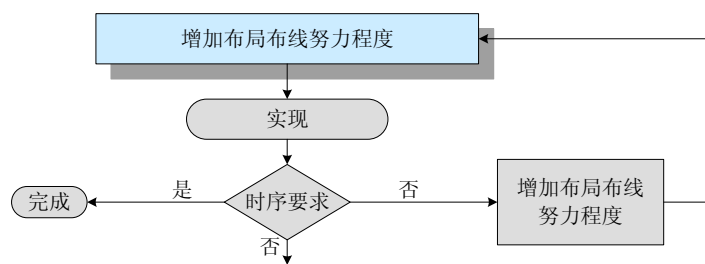 增加布局布线努力程度
实现
完成
是
时序要求
否
增加布局布线
努力程度
否